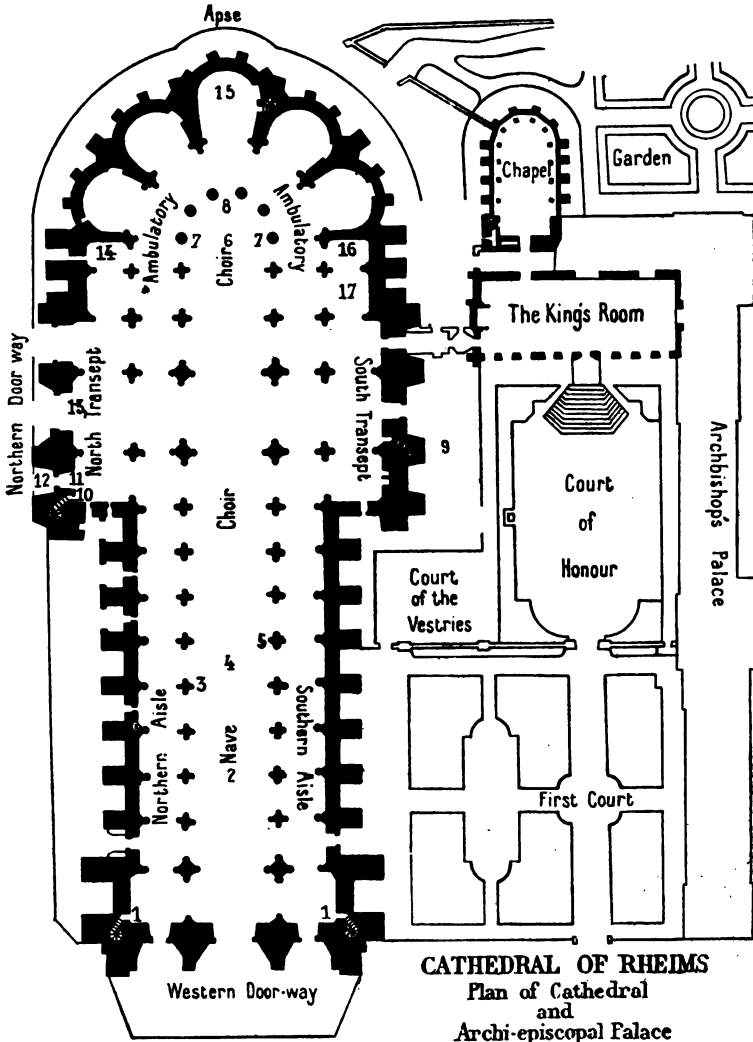 Apse
15
Chapel
Garden
Ambulatory
Ambulatory
8
7 6 7
14
16
Choir
17
The King's Room
Northern Door way
North Transept
13
South Transept
9
12
11
10
Choir
Court
of
Honour
Archbishop's Palace
Court
of the
Vestries
5
4
3
Northern Aisle
Nave
2
Southern Aisle
First Court
1
1
Western Door-way
CATHEDRAL OF RHEIMS
Plan of Cathedral
and
Archi-episcopal Palace